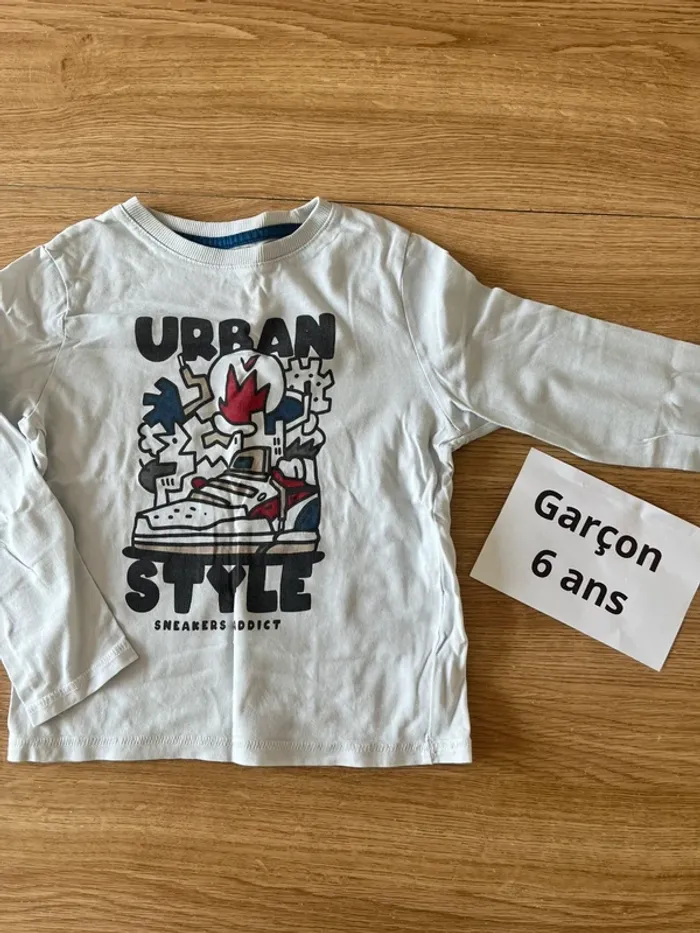 URBAN
STYLE
SNEAKERS ADDICT
Garçon
6 ans